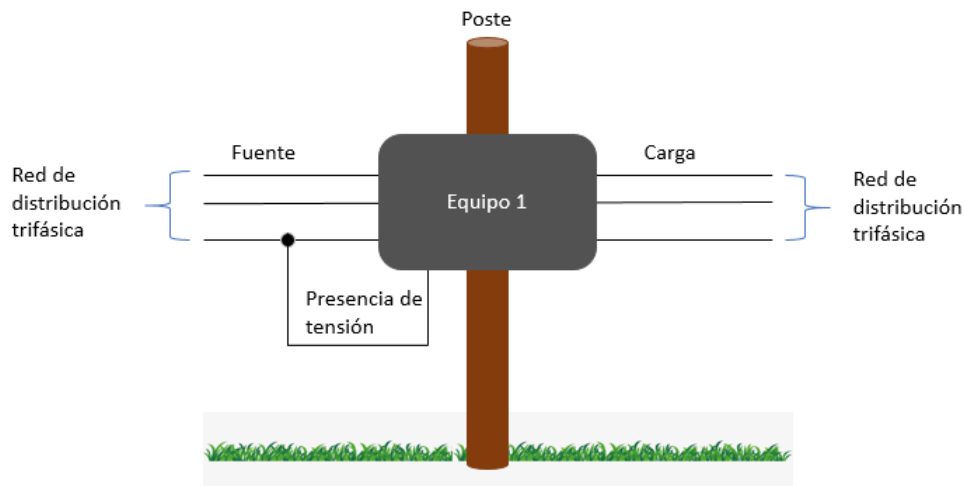 Poste
Fuente
Carga
Red de
distribución
trifásica
Equipo 1
Red de
distribución
trifásica
Presencia de
tensión